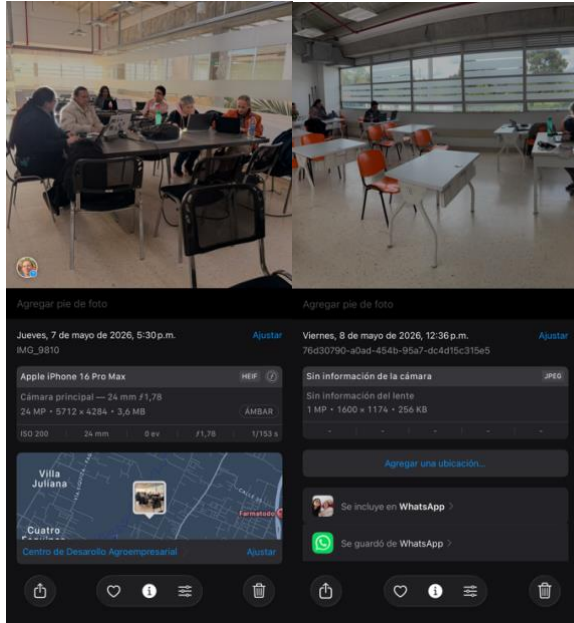 Agregar pie de foto
Jueves, 7 de mayo de 2026, 5:30 p.m.
Ajustar
IMG_9810
Apple iPhone 16 Pro Max
HEIF
Cámara principal — 24 mm ƒ1,78
24 MP • 5712 × 4284 • 3,6 MB
ÁMBAR
ISO 200
24 mm
0 ev
ƒ1,78
1/153 s
Villa
Juliana
Cuatro
CALLE
Farmatodo
Centro de Desarollo Agroempresarial
Ajustar
Agregar pie de foto
Viernes, 8 de mayo de 2026, 12:36 p.m.
Ajustar
76d30790-a0ad-454b-95a7-dc4d15c315e5
Sin información de la cámara
JPEG
Sin información del lente
1 MP • 1600 × 1174 • 256 KB
- - - - -
Agregar una ubicación...
Se incluye en WhatsApp
Se guardó de WhatsApp